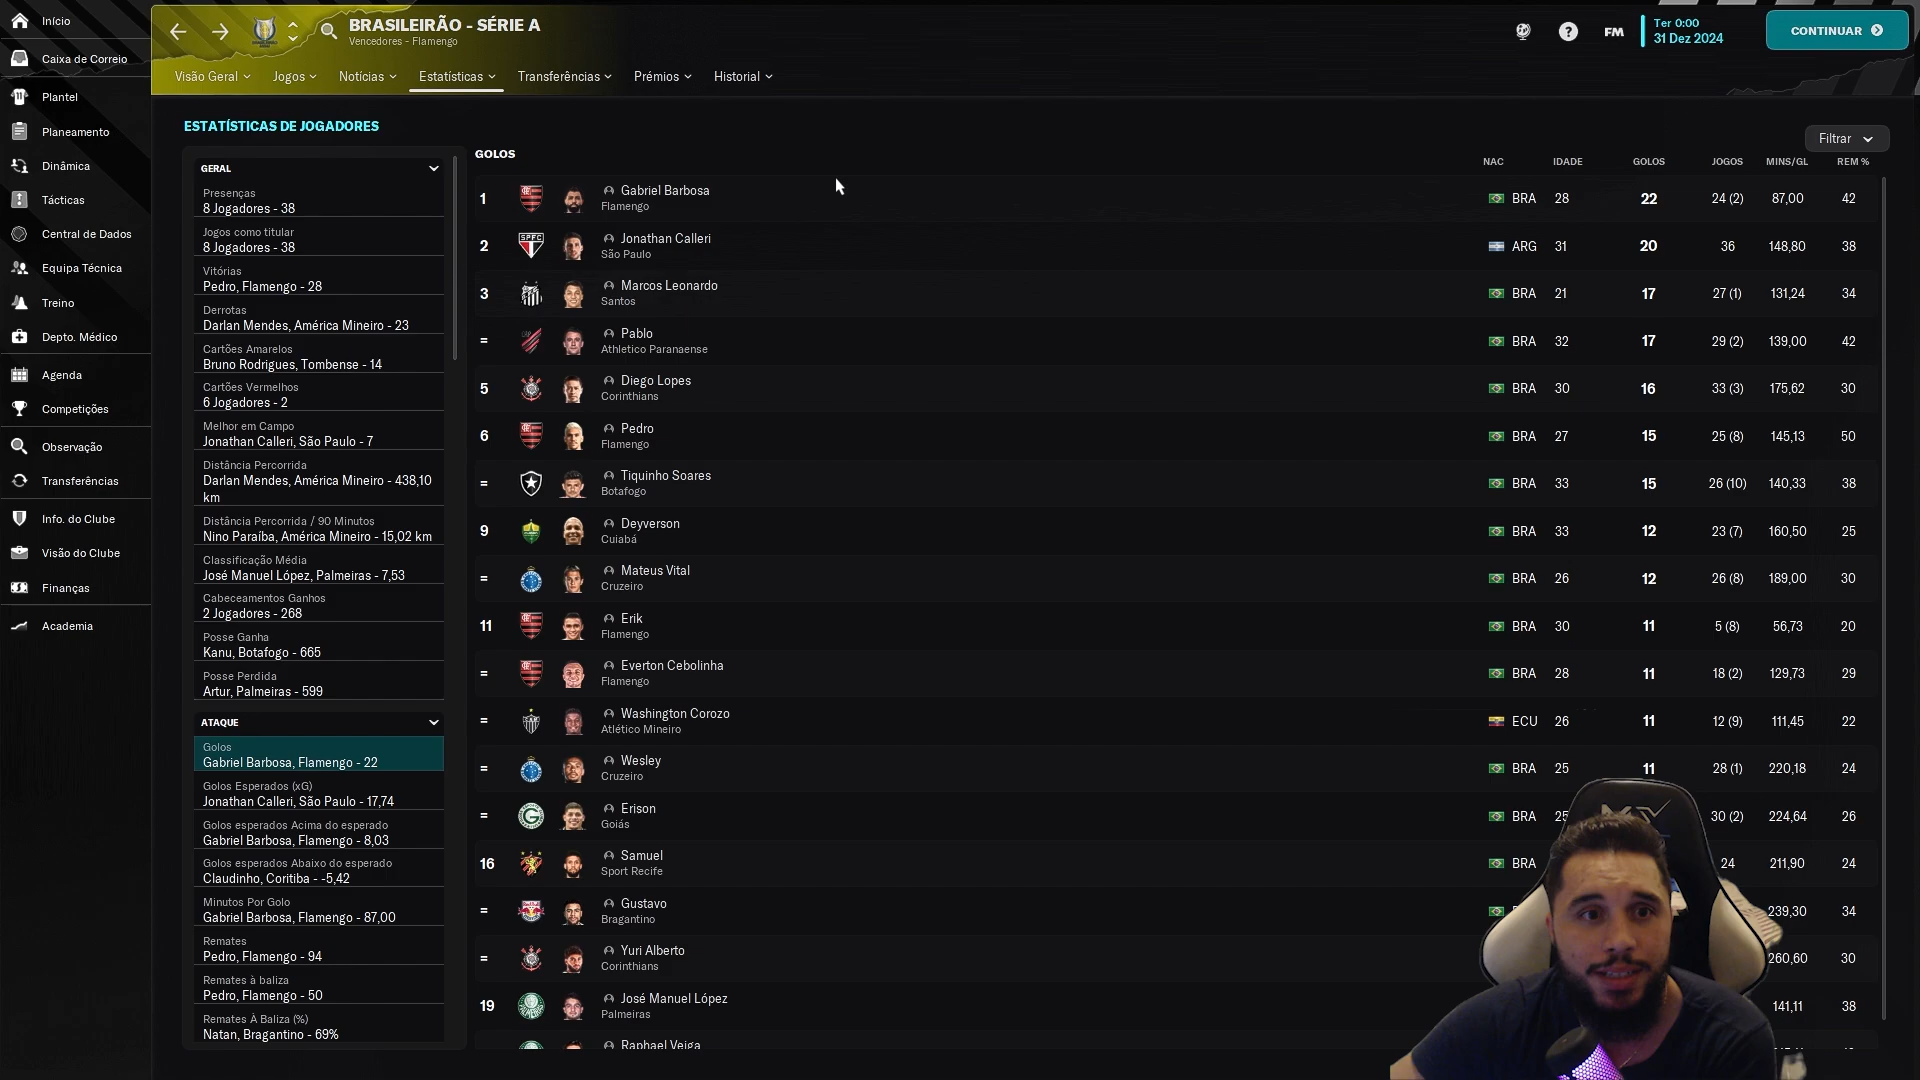 Início
Caixa de Correio
Plantel
Planeamento
Dinâmica
Tácticas
Central de Dados
Equipa Técnica
Treino
Depto. Médico
Agenda
Competições
Observação
Transferências
Info. do Clube
Visão do Clube
Finanças
Academia
BRASILEIRÃO - SÉRIE A
Vencedores - Flamengo
FM
Ter 0:00
31 Dez 2024
CONTINUAR
Visão Geral
Jogos
Notícias
Estatísticas
Transferências
Prémios
Historial
ESTATÍSTICAS DE JOGADORES
Filtrar
GERAL
Presenças
8 Jogadores - 38
Jogos como titular
8 Jogadores - 38
Vitórias
Pedro, Flamengo - 28
Derrotas
Darlan Mendes, América Mineiro - 23
Cartões Amarelos
Bruno Rodrigues, Tombense - 14
Cartões Vermelhos
6 Jogadores - 2
Melhor em Campo
Jonathan Calleri, São Paulo - 7
Distância Percorrida
Darlan Mendes, América Mineiro - 438,10
km
Distância Percorrida / 90 Minutos
Nino Paraíba, América Mineiro - 15,02 km
Classificação Média
José Manuel López, Palmeiras - 7,53
Cabeceamentos Ganhos
2 Jogadores - 268
Posse Ganha
Kanu, Botafogo - 665
Posse Perdida
Artur, Palmeiras - 599
ATAQUE
Golos
Gabriel Barbosa, Flamengo - 22
Golos Esperados (xG)
Jonathan Calleri, São Paulo - 17,74
Golos esperados Acima do esperado
Gabriel Barbosa, Flamengo - 8,03
Golos esperados Abaixo do esperado
Claudinho, Coritiba - -5,42
Minutos Por Golo
Gabriel Barbosa, Flamengo - 87,00
Remates
Pedro, Flamengo - 94
Remates à baliza
Pedro, Flamengo - 50
Remates À Baliza (%)
Natan, Bragantino - 69%
GOLOS NAC IDADE GOLOS JOGOS MINS/GL REM %
1 Gabriel Barbosa BRA 28 22 24 (2) 87,00 42
Flamengo
2 Jonathan Calleri ARG 31 20 36 148,80 38
São Paulo
3 Marcos Leonardo BRA 21 17 27 (1) 131,24 34
Santos
= Pablo BRA 32 17 29 (2) 139,00 42
Athletico Paranaense
5 Diego Lopes BRA 30 16 33 (3) 175,62 30
Corinthians
6 Pedro BRA 27 15 25 (8) 145,13 50
Flamengo
= Tiquinho Soares BRA 33 15 26 (10) 140,33 38
Botafogo
9 Deyverson BRA 33 12 23 (7) 160,50 25
Cuiabá
= Mateus Vital BRA 26 12 26 (8) 189,00 30
Cruzeiro
11 Erik BRA 30 11 5 (8) 56,73 20
Flamengo
= Everton Cebolinha BRA 28 11 18 (2) 129,73 29
Flamengo
= Washington Corozo ECU 26 11 12 (9) 111,45 22
Atlético Mineiro
= Wesley BRA 25 11 28 (1) 220,18 24
Cruzeiro
= Erison BRA 25 30 (2) 224,64 26
Goiás
16 Samuel BRA 24 211,90 24
Sport Recife
= Gustavo 239,30 34
Bragantino
= Yuri Alberto 260,60 30
Corinthians
19 José Manuel López 141,11 38
Palmeiras
Raphael Veiga